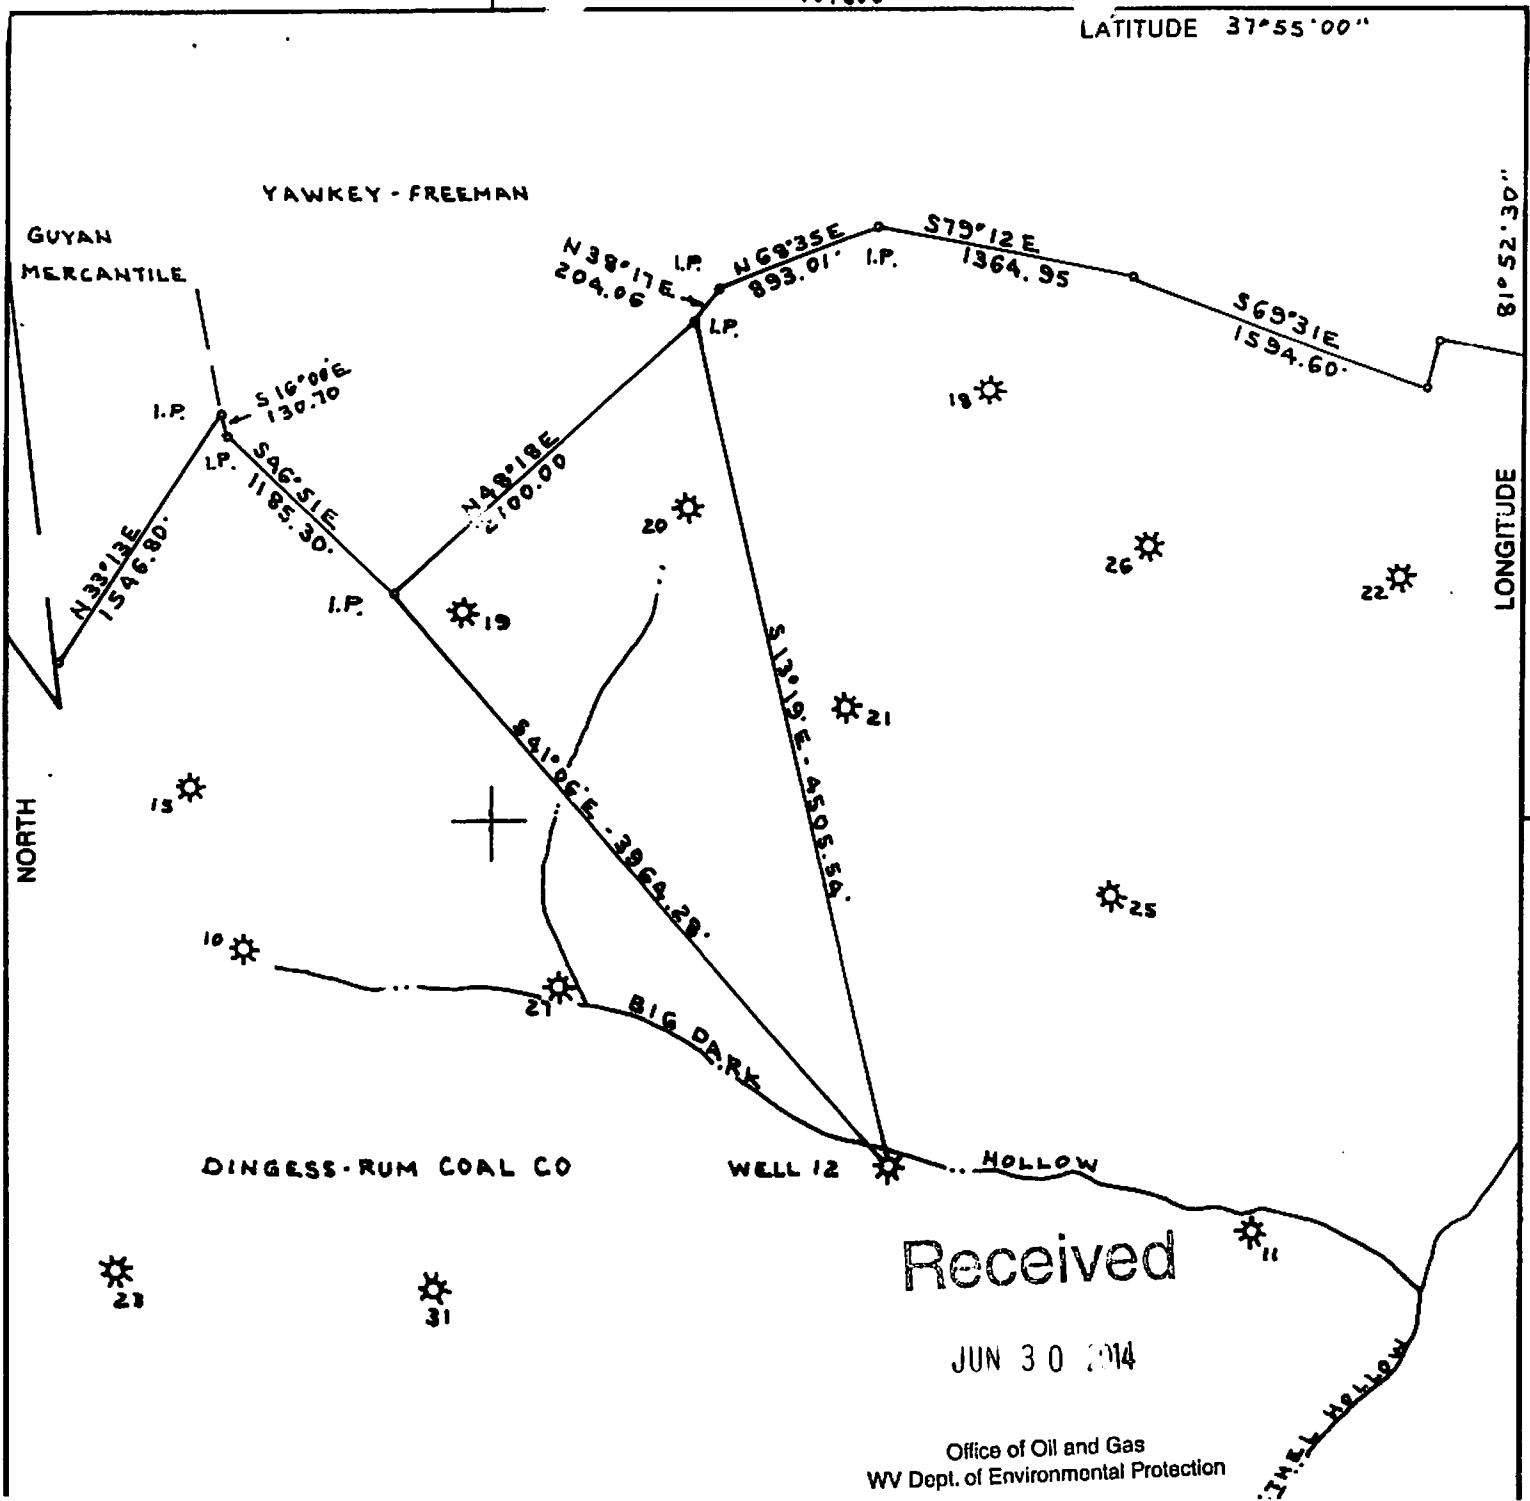 LATITUDE 37°55'00"
YAWKEY - FREEMAN
GUYAN
MERCANTILE
81°52'30"
LONGITUDE
NORTH
N 38°17 E
204.06
I.P.
N 68°35 E
893.01'
I.P.
S 79°12 E
1364.95
S 69°31 E
1594.60'
I.P.
I.P.
S 16°00' E
130.70
I.P.
S 46°51 E
1185.30'
N 33°13 E
1546.80'
N 48°18 E
2100.00
I.P.
18
20
26
22
19
21
S 13°19' E - 4505.54'
S 41°06' E - 3964.28'
15
25
10
27
BIG DARK
HOLLOW
DINGESS-RUM COAL CO
WELL 12
11
23
31
Received
JUN 30 2014
HOLLOW
Office of Oil and Gas
WV Dept. of Environmental Protection